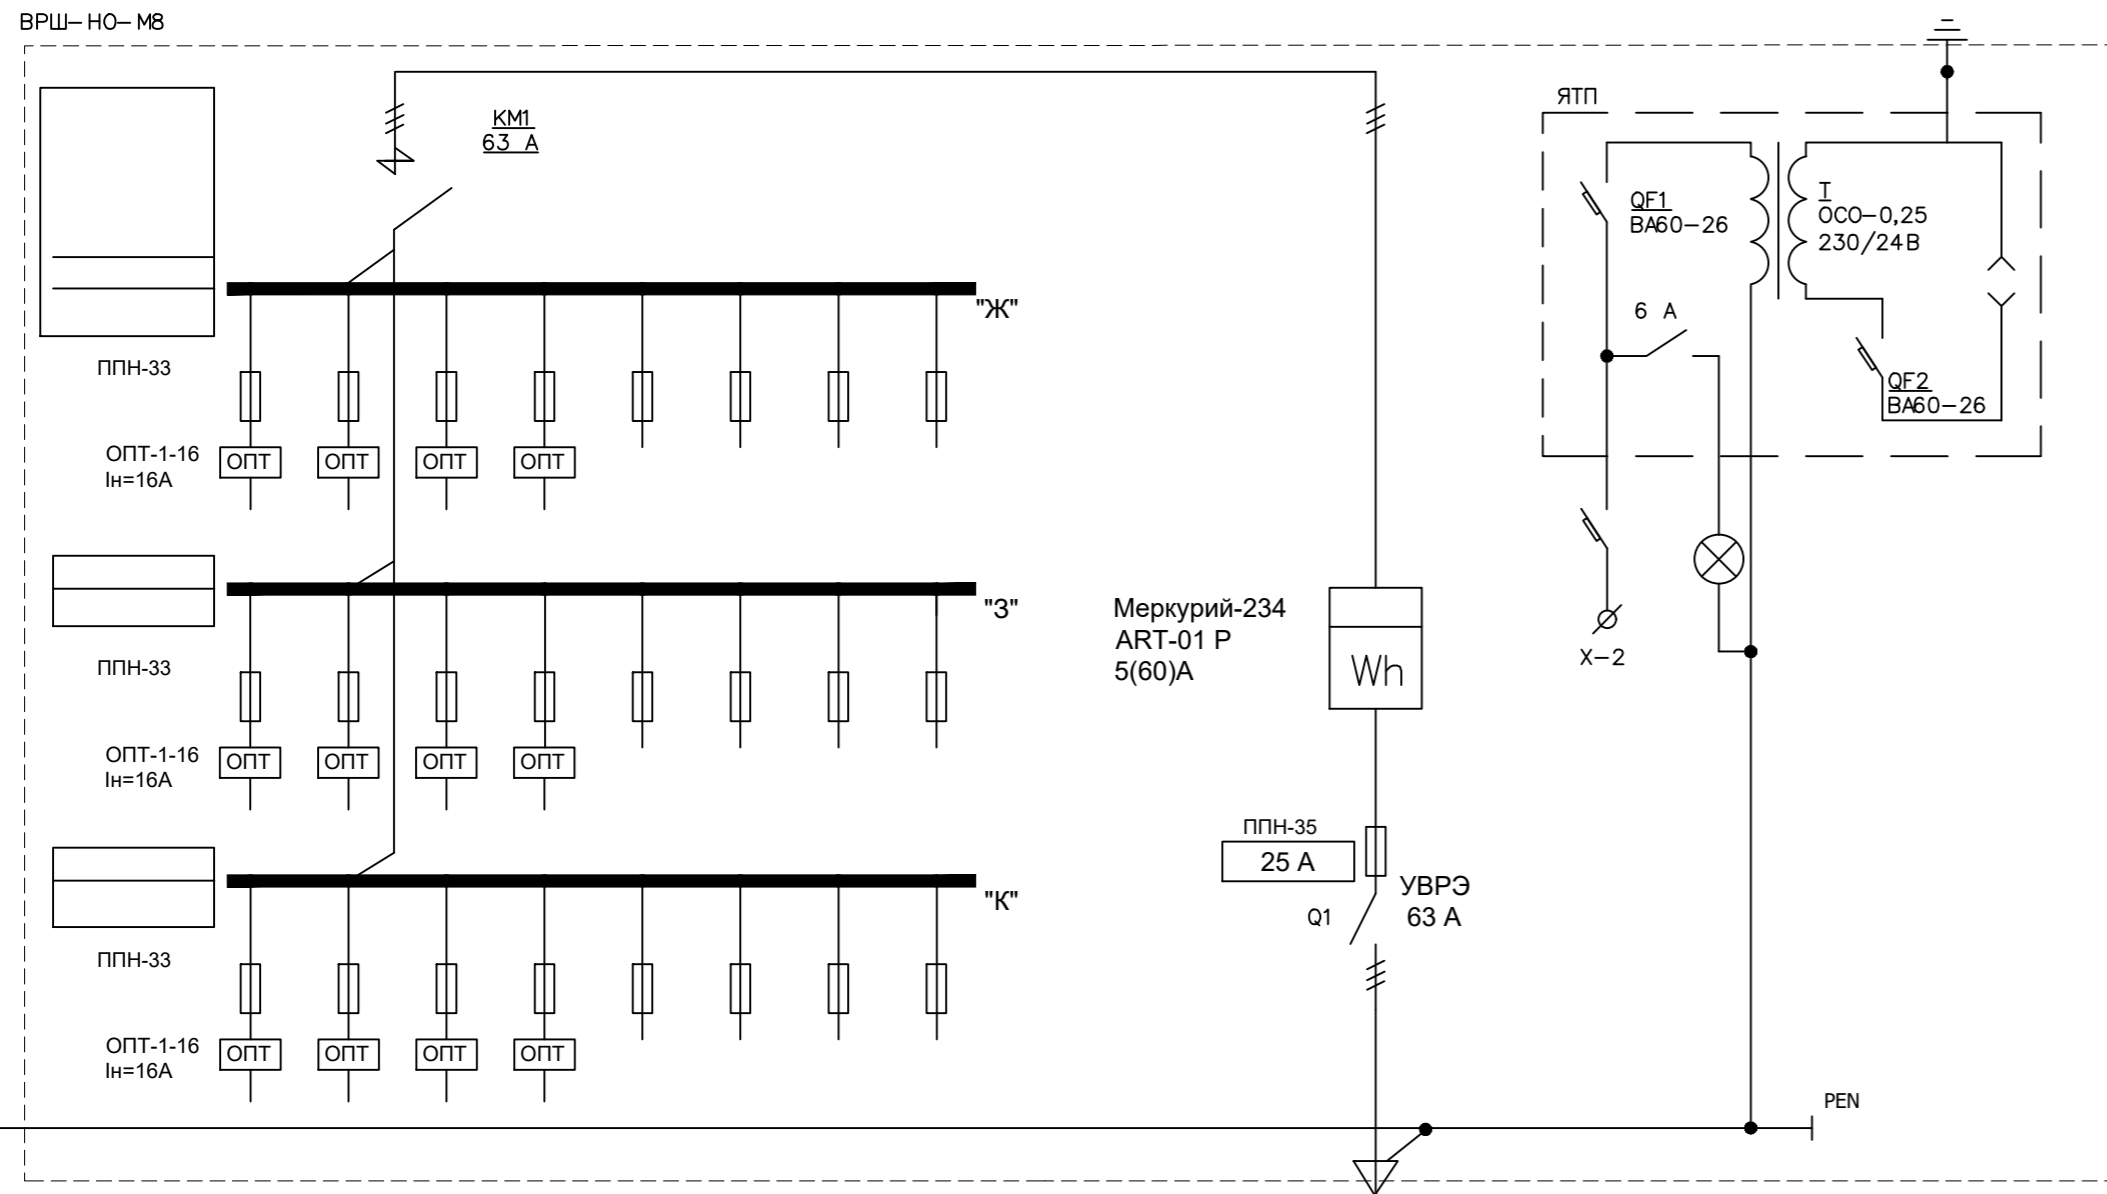 ВРШ-НО-М8
КМ1
63 А
"Ж"
ППН-33
ОПТ-1-16
Iн=16А
ОПТ
ОПТ
ОПТ
ОПТ
"З"
ППН-33
ОПТ-1-16
Iн=16А
ОПТ
ОПТ
ОПТ
ОПТ
"К"
ППН-33
ОПТ-1-16
Iн=16А
ОПТ
ОПТ
ОПТ
ОПТ
Меркурий-234
ART-01 P
5(60)А
Wh
ППН-35
25 А
Q1
УВРЭ
63 А
ЯТП
QF1
ВА60-26
T
ОСО-0,25
230/24В
6 А
QF2
ВА60-26
X-2
PEN